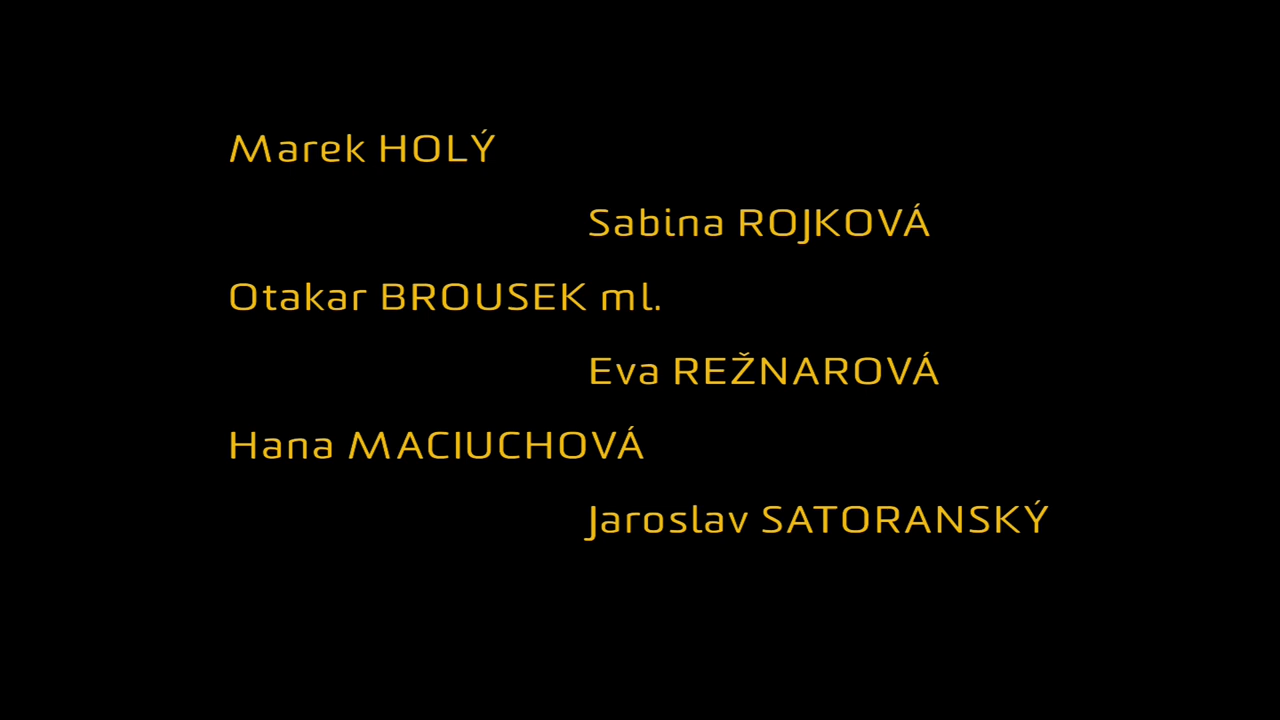 Marek HOLÝ
Sabina ROJKOVÁ
Otakar BROUSEK ml.
Eva REŽNAROVÁ
Hana MACIUCHOVÁ
Jaroslav SATORANSKÝ